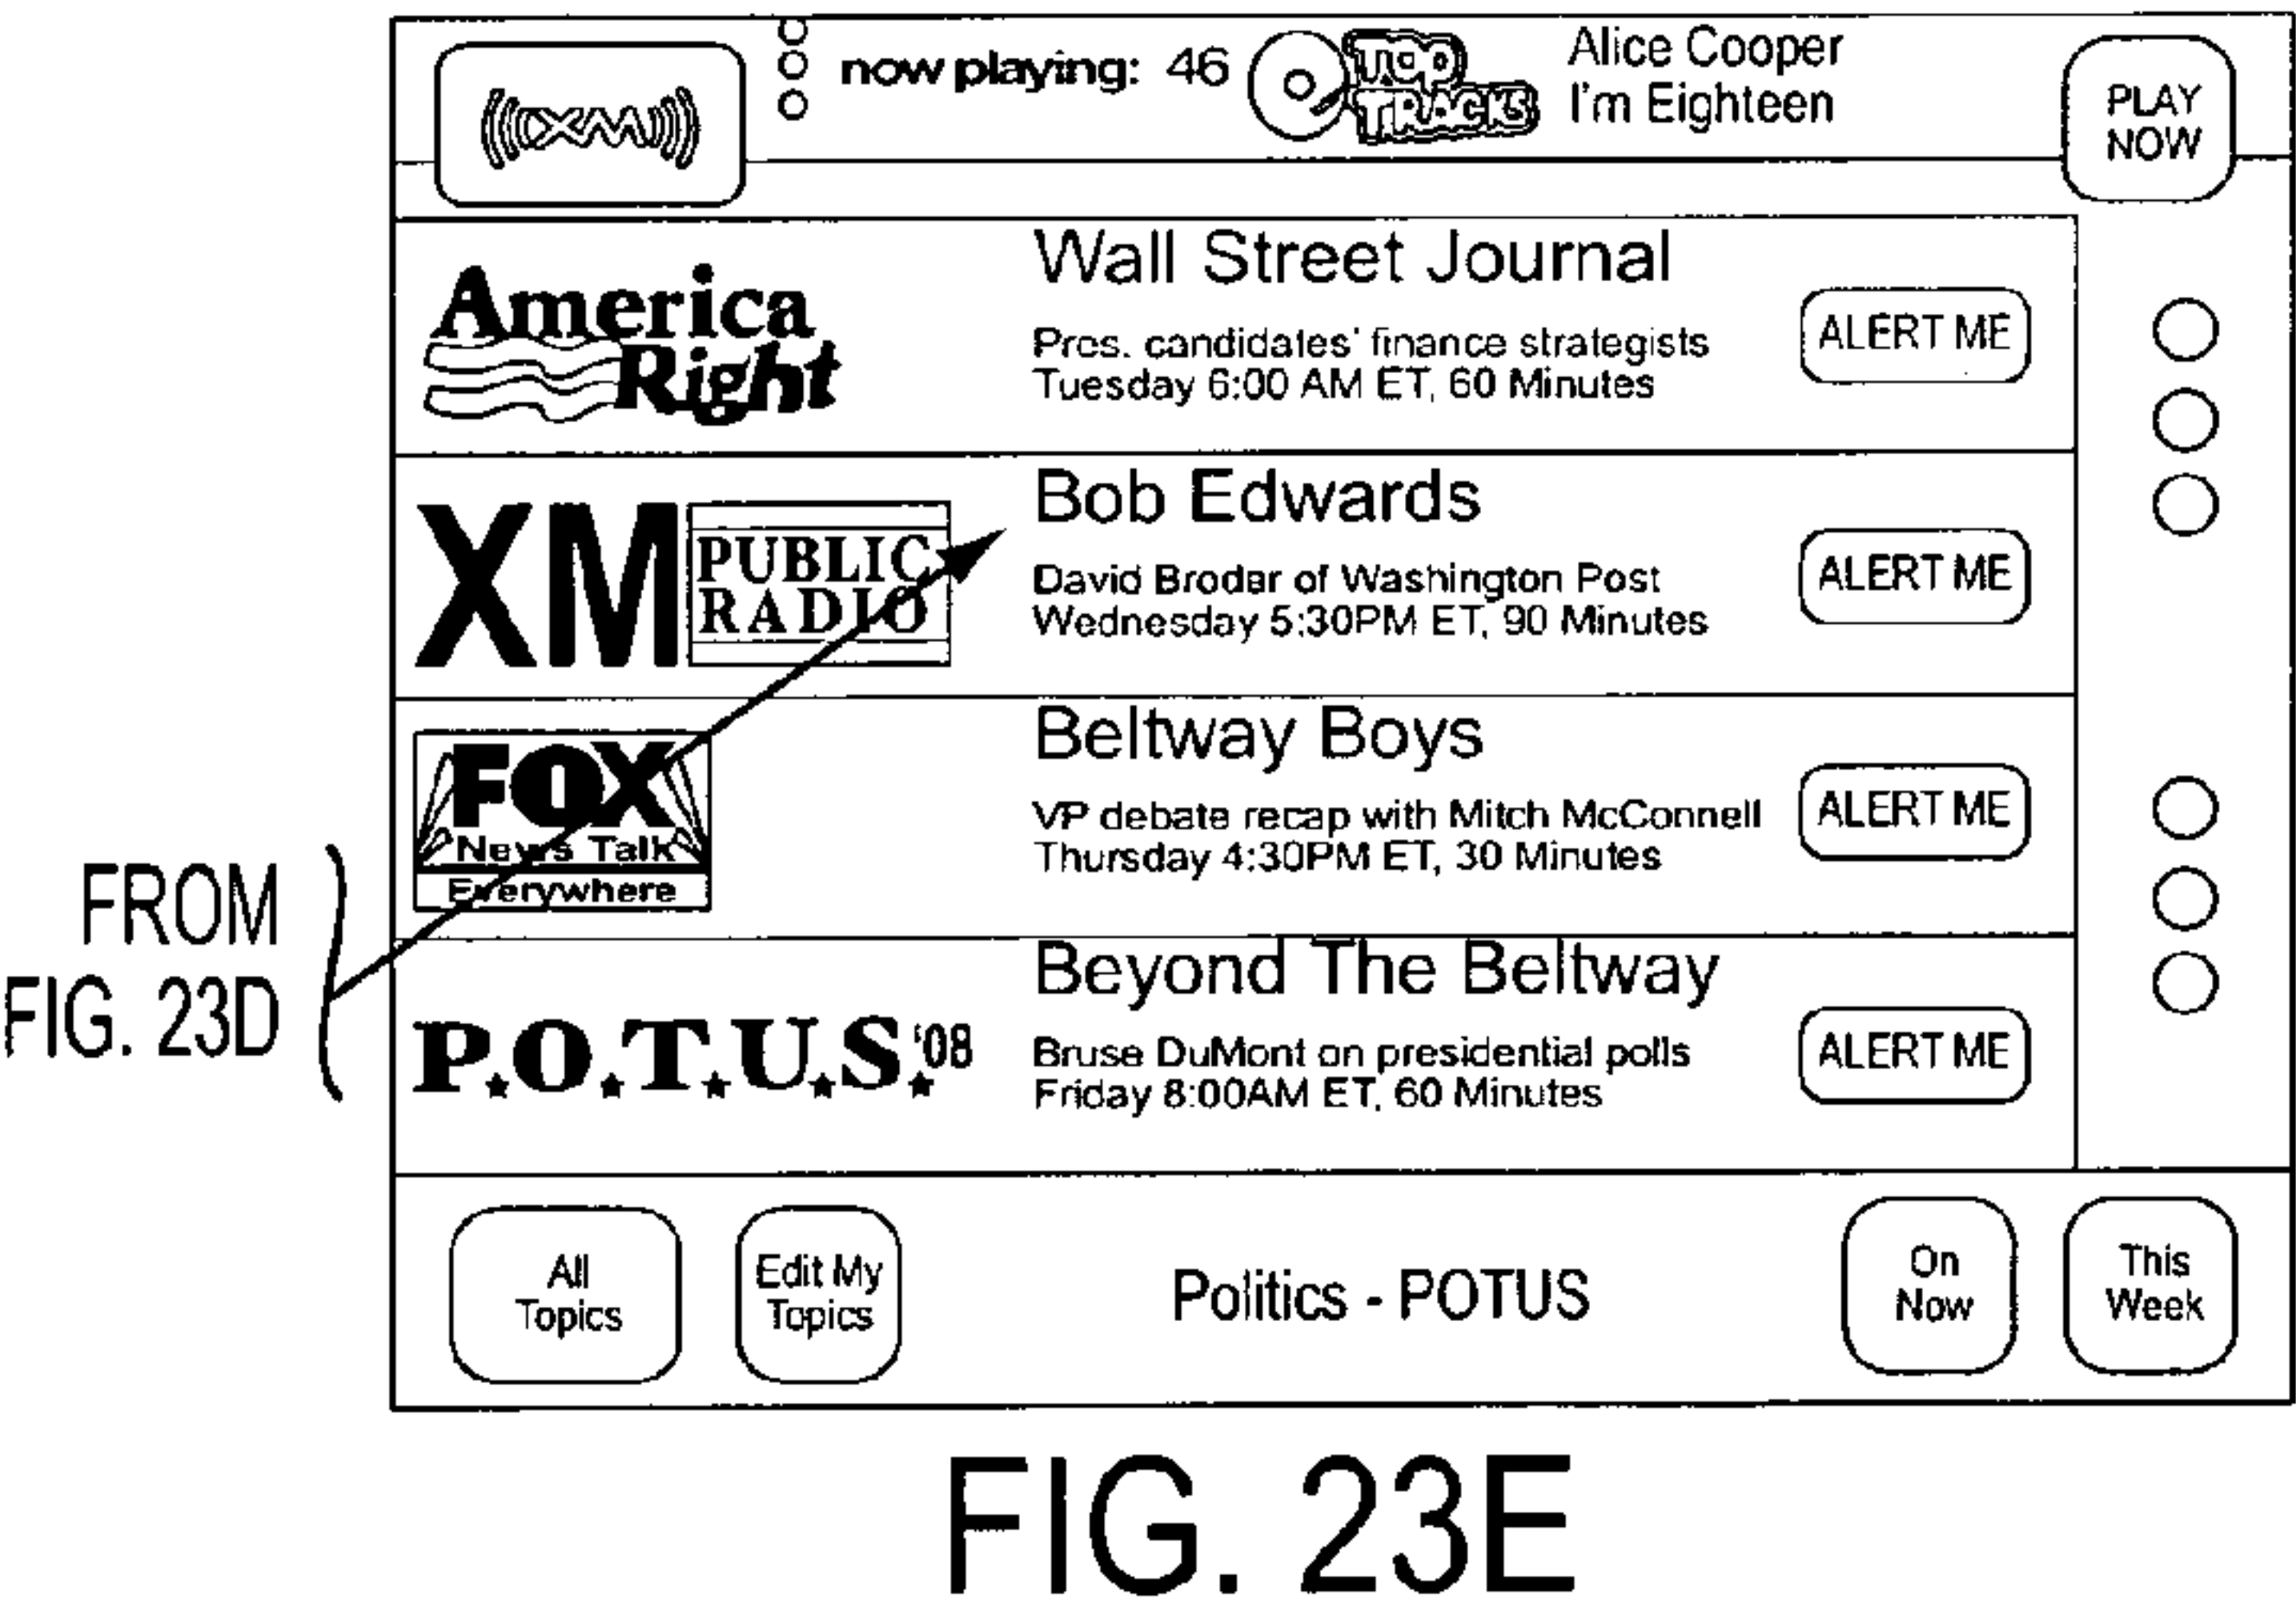 XM
now playing: 46
TOP
TRACKS
Alice Cooper
I'm Eighteen
PLAY
NOW
America
Right
Wall Street Journal
Pres. candidates' finance strategists
Tuesday 6:00 AM ET, 60 Minutes
ALERT ME
XM
PUBLIC
RADIO
Bob Edwards
David Broder of Washington Post
Wednesday 5:30PM ET, 90 Minutes
ALERT ME
FOX
News Talk
Everywhere
Beltway Boys
VP debate recap with Mitch McConnell
Thursday 4:30PM ET, 30 Minutes
ALERT ME
FROM
FIG. 23D
P.O.T.U.S. '08
Beyond The Beltway
Bruse DuMont on presidential polls
Friday 8:00AM ET, 60 Minutes
ALERT ME
All
Topics
Edit My
Topics
Politics - POTUS
On
Now
This
Week
FIG. 23E